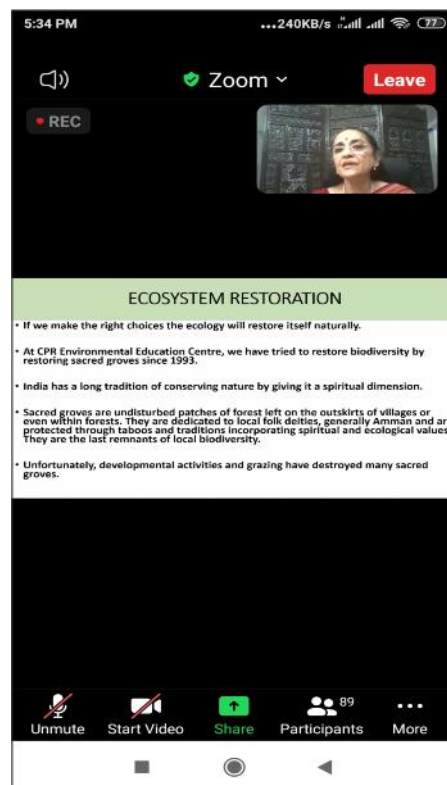 5:34 PM
...240KB/s 77
Zoom
Leave
REC
ECOSYSTEM RESTORATION
• If we make the right choices the ecology will restore itself naturally.
• At CPR Environmental Education Centre, we have tried to restore biodiversity by
restoring sacred groves since 1993.
• India has a long tradition of conserving nature by giving it a spiritual dimension.
• Sacred groves are undisturbed patches of forest left on the outskirts of villages or
even within forests. They are dedicated to local folk deities, generally Amman and ar
protected through taboos and traditions incorporating spiritual and ecological values
They are the last remnants of local biodiversity.
• Unfortunately, developmental activities and grazing have destroyed many sacred
groves.
89
Unmute Start Video Share Participants More